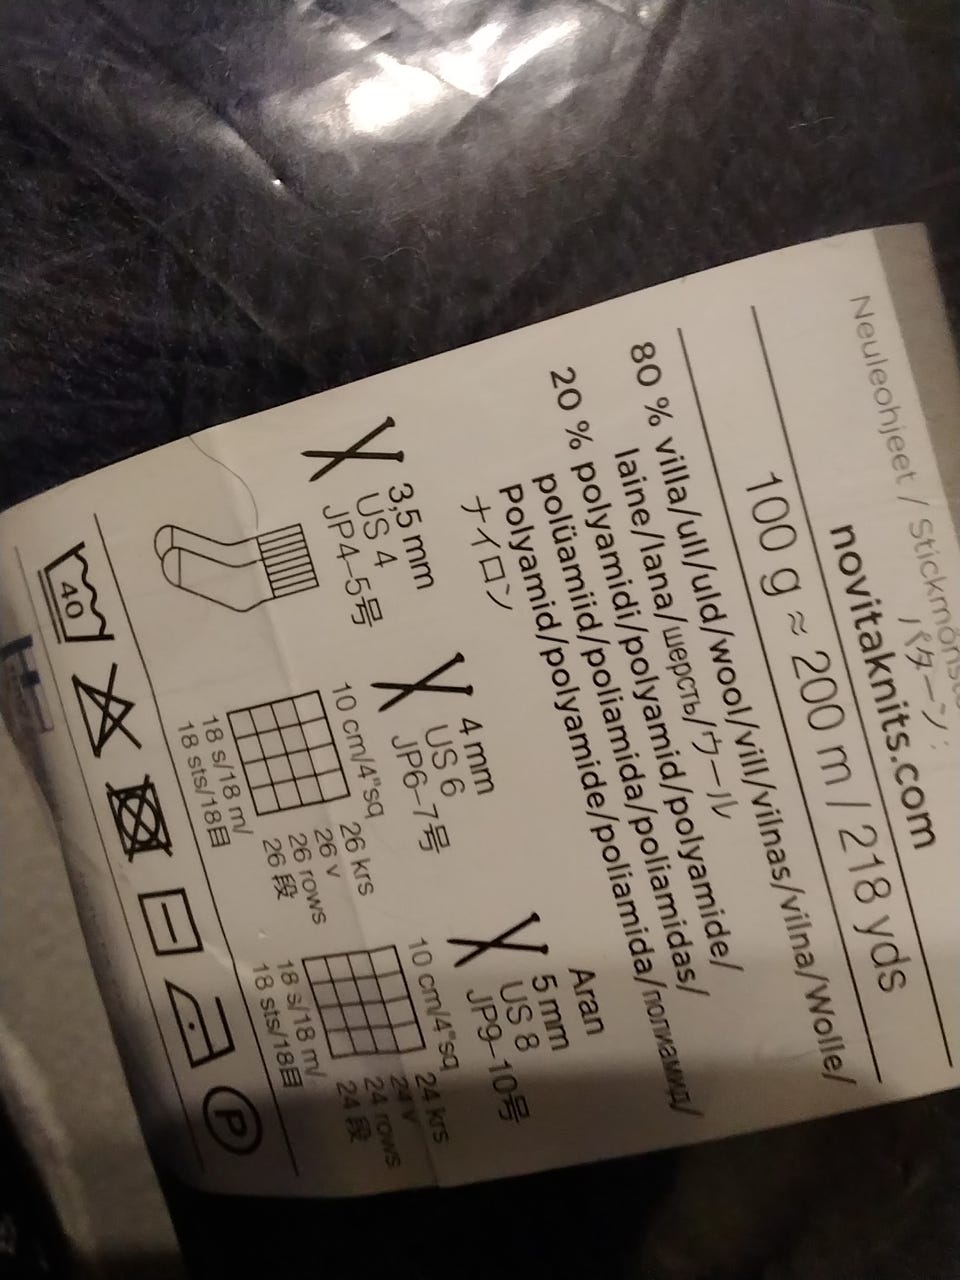 Neuleohjeet / Stickmönste
パターン:
novitaknits.com
100 g ≈ 200 m / 218 yds
80 % villa/ull/uld/wool/vill/vilnas/vilna/Wolle/
laine/lana/шерсть/ウール
20 % polyamidi/polyamid/polyamide/
polüamiid/poliamida/poliamidas/
Polyamid/polyamide/poliamida/полиамид/
ナイロン
3,5 mm
US 4
JP4–5号
4 mm
US 6
JP6–7号
10 cm/4"sq
26 krs
26 v
26 rows
26 段
18 s/18 m/
18 sts/18目
Aran
5 mm
US 8
JP9–10号
10 cm/4"sq
24 krs
24 v
24 rows
24 段
18 s/18 m/
18 sts/18目
40
P